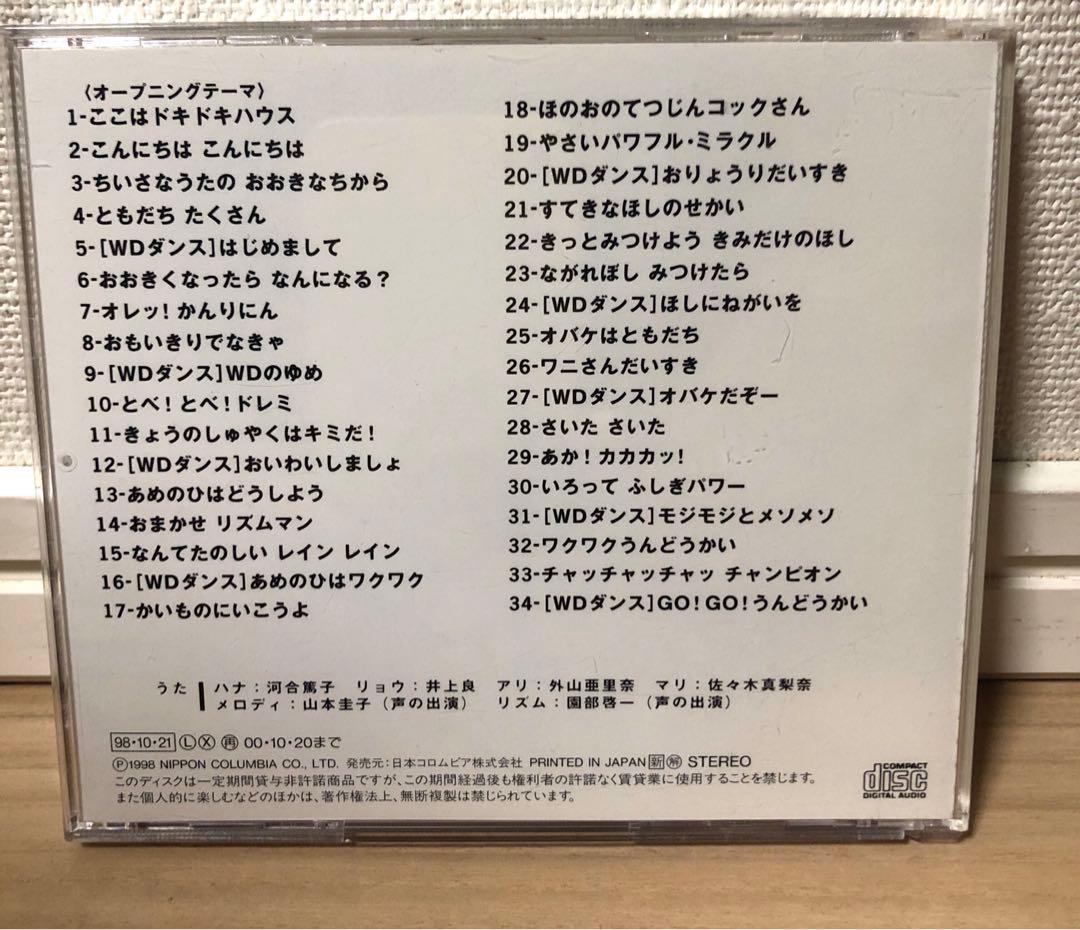 〈オープニングテーマ〉
1-ここはドキドキハウス
2-こんにちは こんにちは
3-ちいさなうたの おおきなちから
4-ともだち たくさん
5-[WDダンス]はじめまして
6-おおきくなったら なんになる?
7-オレッ!かんりにん
8-おもいきりでなきゃ
9-[WDダンス]WDのゆめ
10-とべ!とべ!ドレミ
11-きょうのしゅやくはキミだ!
12-[WDダンス]おいわいしましょ
13-あめのひはどうしよう
14-おまかせ リズムマン
15-なんてたのしい レイン レイン
16-[WDダンス]あめのひはワクワク
17-かいものにいこうよ
18-ほのおのてつじんコックさん
19-やさいパワフル・ミラクル
20-[WDダンス]おりょうりだいすき
21-すてきなほしのせかい
22-きっとみつけよう きみだけのほし
23-ながれぼし みつけたら
24-[WDダンス]ほしにねがいを
25-オバケはともだち
26-ワニさんだいすき
27-[WDダンス]オバケだぞー
28-さいた さいた
29-あか!カカカッ!
30-いろって ふしぎパワー
31-[WDダンス]モジモジとメソメソ
32-ワクワクうんどうかい
33-チャッチャッチャッ チャンピオン
34-[WDダンス]GO!GO!うんどうかい
うた ハナ:河合篤子 リョウ:井上良 アリ:外山亜里奈 マリ:佐々木真梨奈
メロディ:山本圭子(声の出演) リズム:園部啓一(声の出演)
98・10・21 Ⓛ Ⓧ ㊞再 00・10・20まで
Ⓟ1998 NIPPON COLUMBIA CO., LTD. 発売元:日本コロムビア株式会社 PRINTED IN JAPAN 新 STEREO
このディスクは一定期間貸与非許諾商品ですが、この期間経過後も権利者の許諾なく賃貸業に使用することを禁じます。
また個人的に楽しむなどのほかは、著作権法上、無断複製は禁じられています。
COMPACT
disc
DIGITAL AUDIO